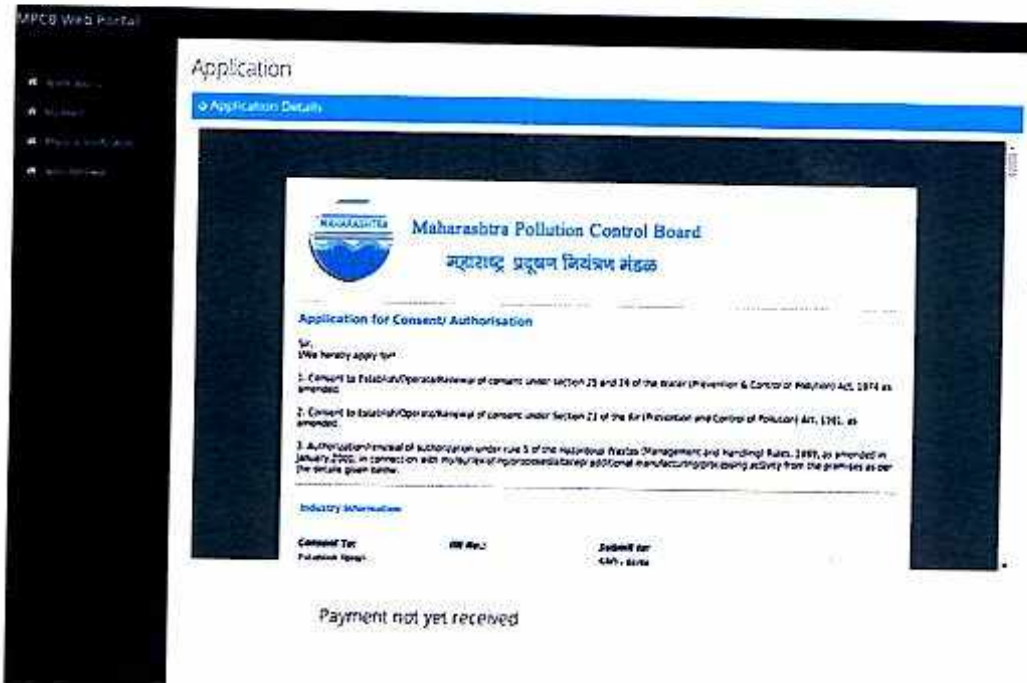 MPCB Web Portal
Application
Application Details
MAHARASHTRA
Maharashtra Pollution Control Board
महाराष्ट्र प्रदूषण नियंत्रण मंडळ
Application for Consent/ Authorisation
Sir,
I/We hereby apply for*
1. Consent to Establish/Operate/Renewal of consent under section 25 and 26 of the Water (Prevention & Control of Pollution) Act, 1974 as
amended.
2. Consent to Establish/Operate/Renewal of consent under Section 21 of the Air (Prevention and Control of Pollution) Act, 1981, as
amended.
3. Authorization/renewal of authorization under rule 5 of the Hazardous Wastes (Management and Handling) Rules, 1989, as amended in
January,2000, in connection with my/our additional manufacturing/processing activity from the premises as per
the details given below.
Industry Information
Consent To:
Submit to:
Payment not yet received